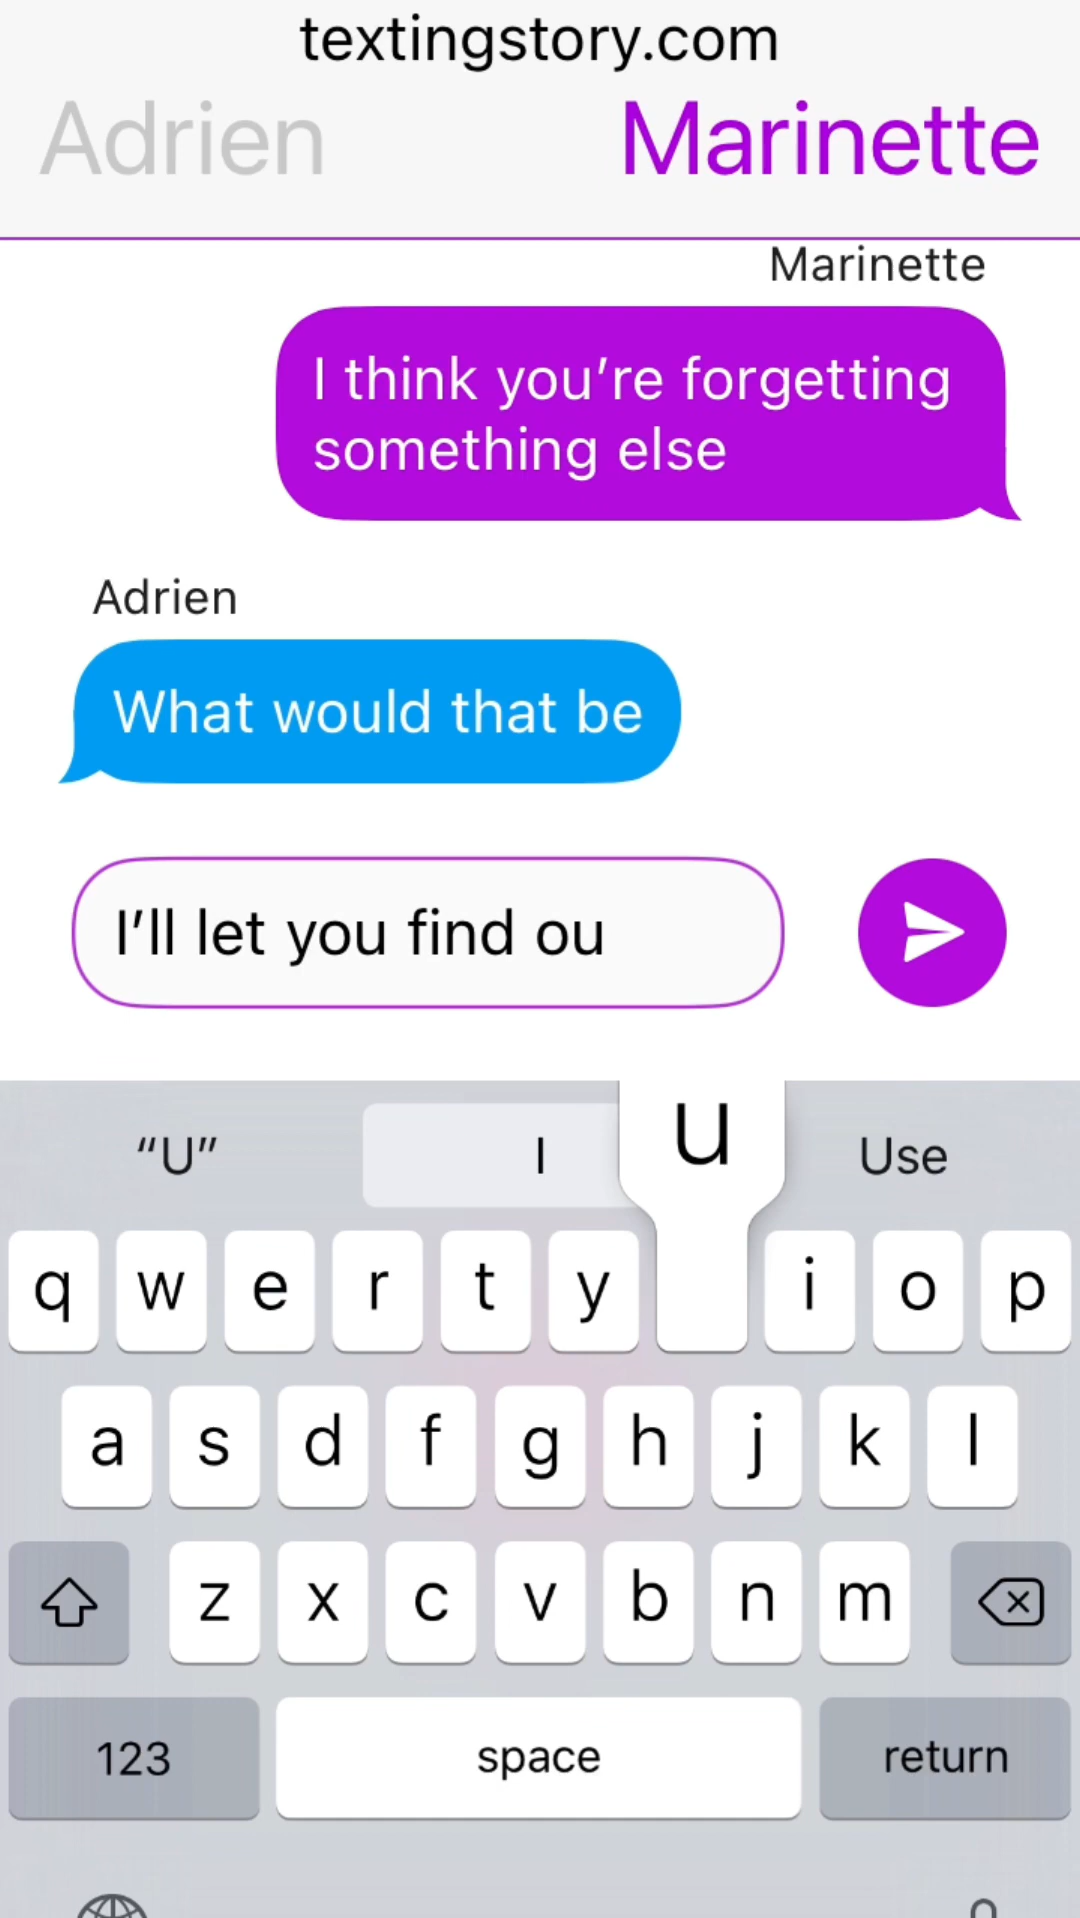 textingstory.com
Adrien Marinette
Marinette
I think you’re forgetting
something else
Adrien
What would that be
I’ll let you find ou
“U” I u Use
q w e r t y i o p
a s d f g h j k l
z x c v b n m
123 space return